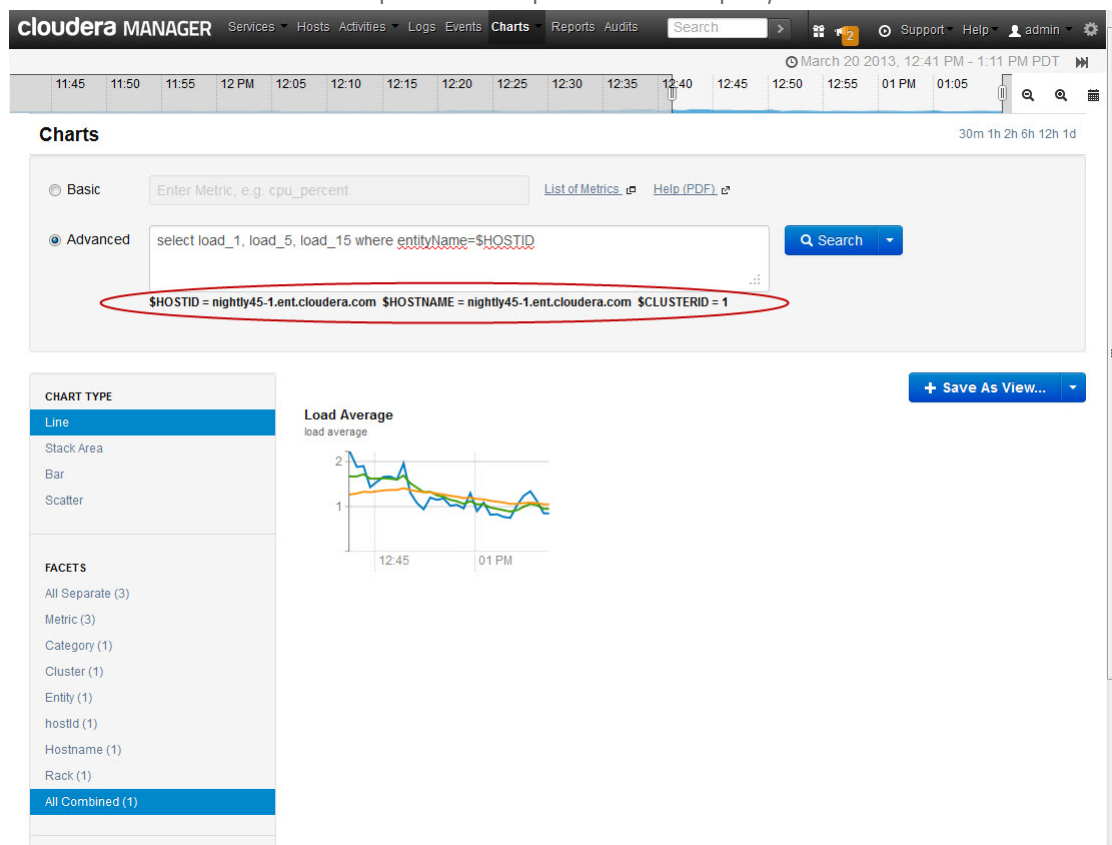 cloudera MANAGER Services Hosts Activities Logs Events Charts Reports Audits Search 2 Support Help admin
March 20 2013, 12:41 PM - 1:11 PM PDT
11:45 11:50 11:55 12 PM 12:05 12:10 12:15 12:20 12:25 12:30 12:35 12:40 12:45 12:50 12:55 01 PM 01:05
Charts 30m 1h 2h 6h 12h 1d
Basic Enter Metric, e.g. cpu_percent List of Metrics Help (PDF)
Advanced select load_1, load_5, load_15 where entityName=$HOSTID Search
$HOSTID = nightly45-1.ent.cloudera.com $HOSTNAME = nightly45-1.ent.cloudera.com $CLUSTERID = 1
+ Save As View...
CHART TYPE
Line
Stack Area
Bar
Scatter
Load Average
load average
2
1
12:45 01 PM
FACETS
All Separate (3)
Metric (3)
Category (1)
Cluster (1)
Entity (1)
hostId (1)
Hostname (1)
Rack (1)
All Combined (1)